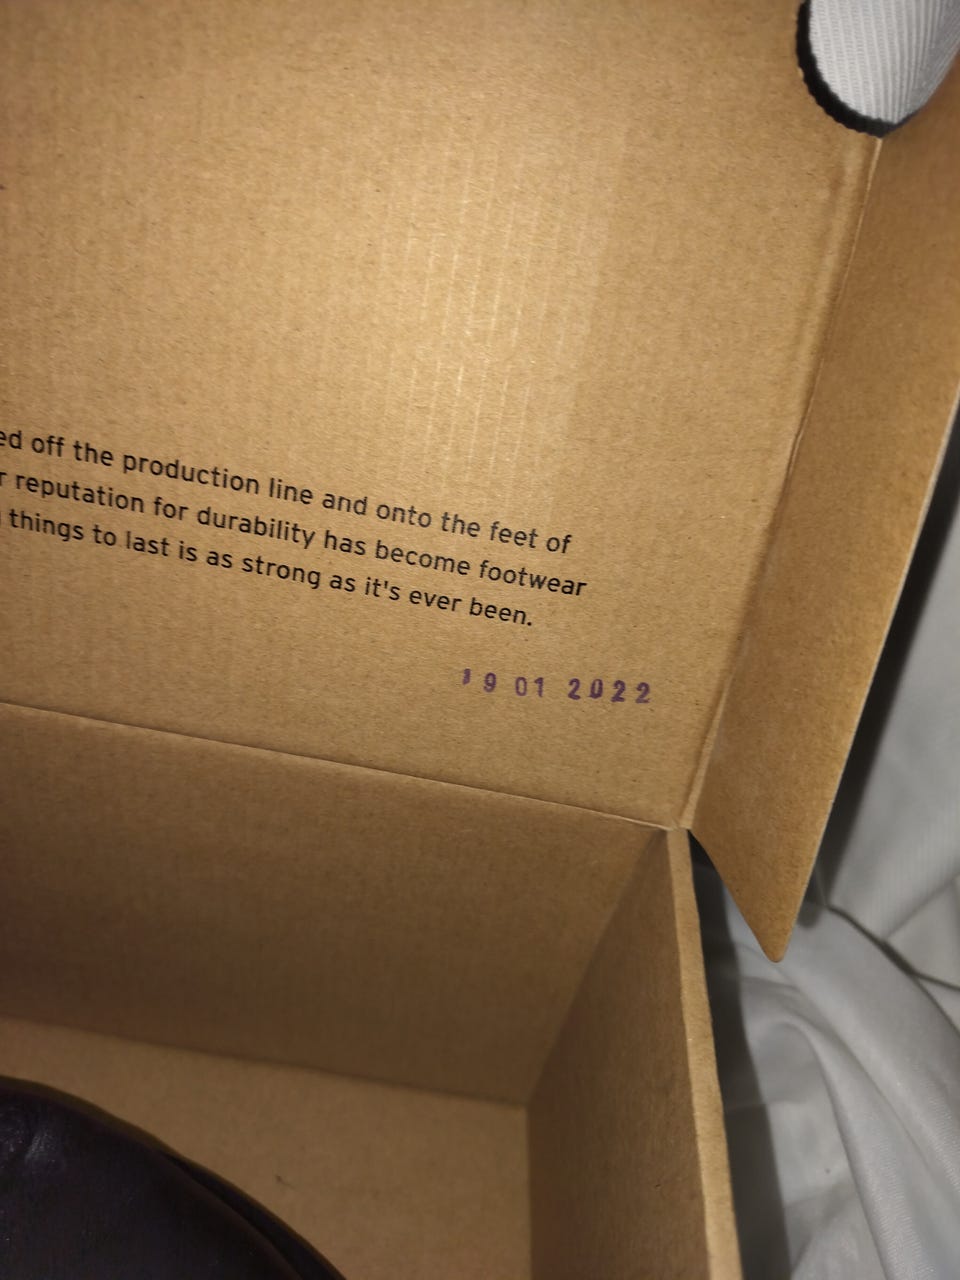 off the production line and onto the feet of
reputation for durability has become footwear
things to last is as strong as it's ever been.
19 01 2022